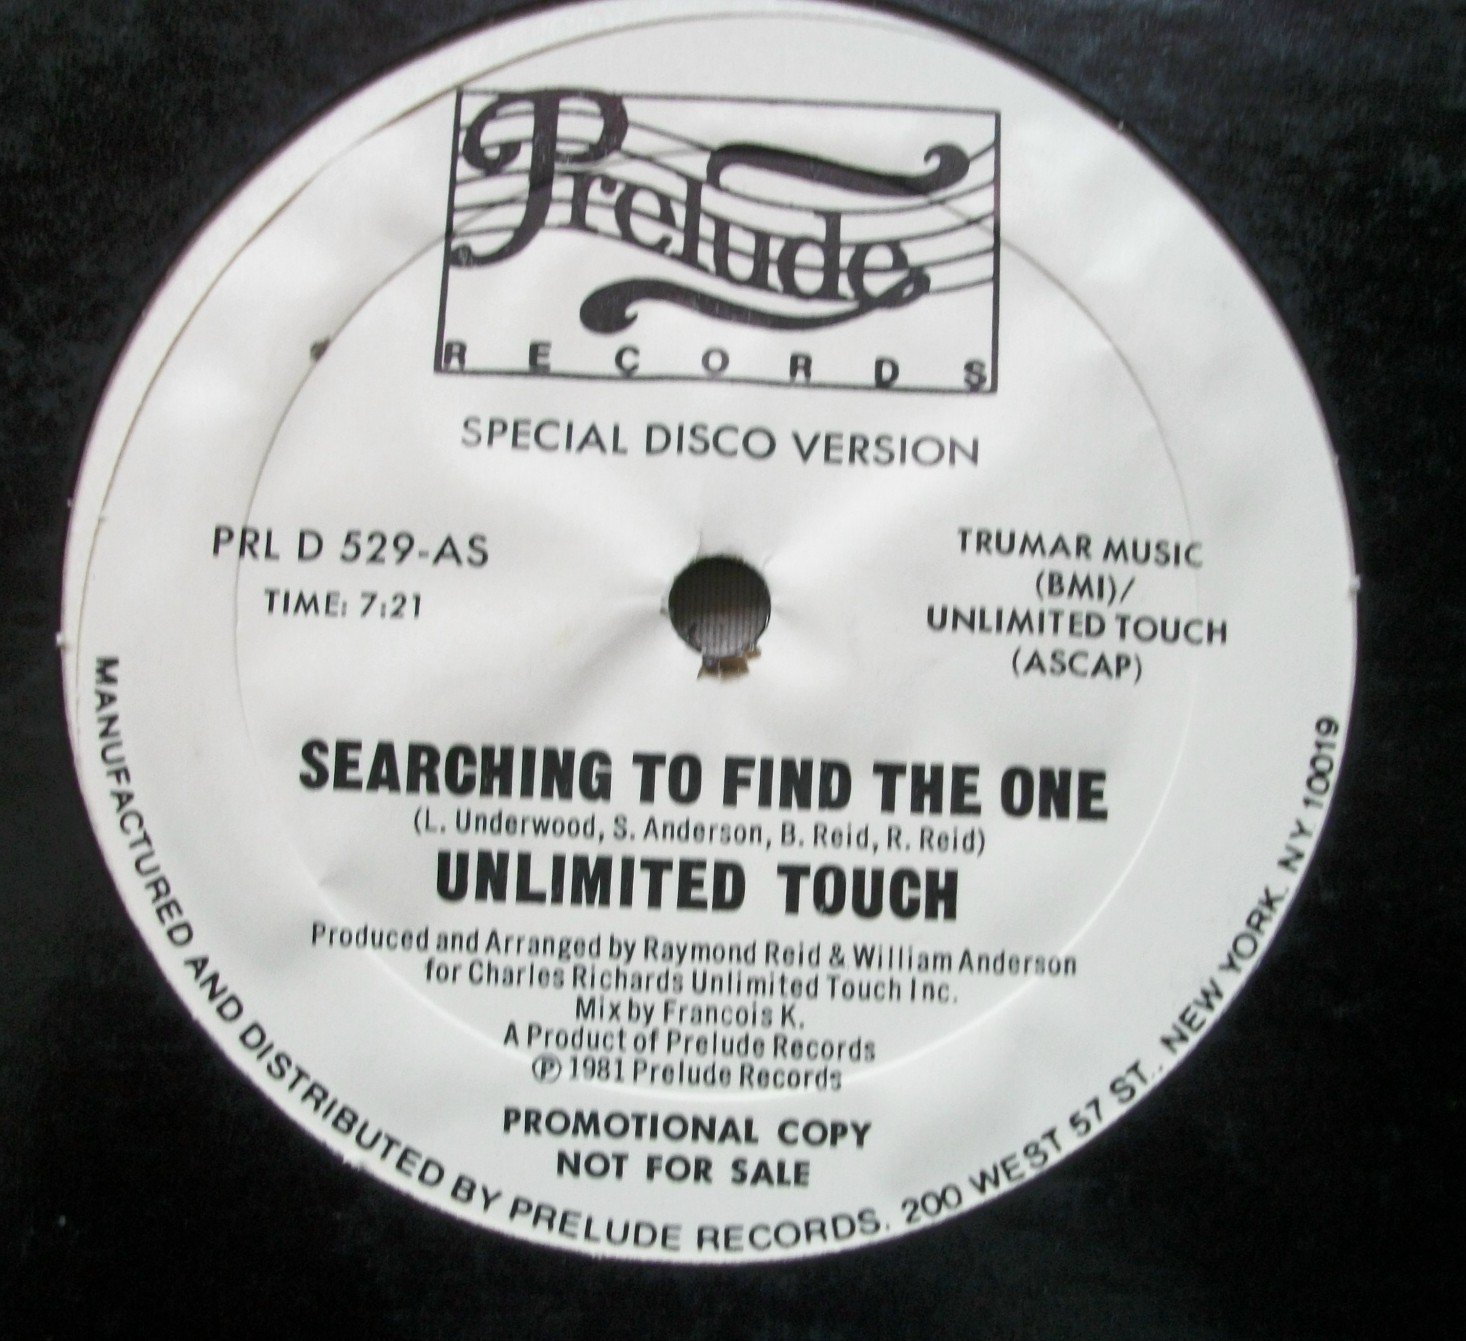 Prelude
RECORDS
SPECIAL DISCO VERSION
PRL D 529-AS
TIME: 7:21
TRUMAR MUSIC
(BMI)/
UNLIMITED TOUCH
(ASCAP)
SEARCHING TO FIND THE ONE
(L. Underwood, S. Anderson, B. Reid, R. Reid)
UNLIMITED TOUCH
Produced and Arranged by Raymond Reid & William Anderson
for Charles Richards Unlimited Touch Inc.
Mix by Francois K.
A Product of Prelude Records
℗ 1981 Prelude Records
PROMOTIONAL COPY
NOT FOR SALE
MANUFACTURED AND DISTRIBUTED BY PRELUDE RECORDS. 200 WEST 57 ST., NEW YORK. NY 10019